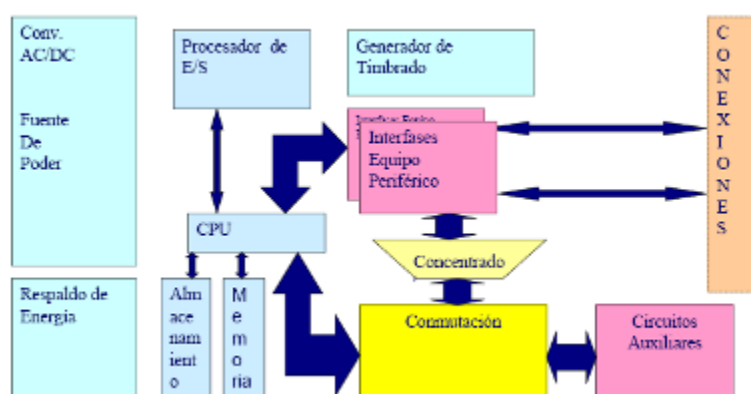 Conv.
AC/DC
Fuente
De
Poder
Procesador de
E/S
Generador de
Timbrado
Interfases
Equipo
Periférico
C
O
N
E
X
I
O
N
E
S
CPU
Concentrado
Respaldo de
Energía
Alm
ace
nam
ient
o
M
e
m
o
ria
Conmutación
Circuitos
Auxiliares